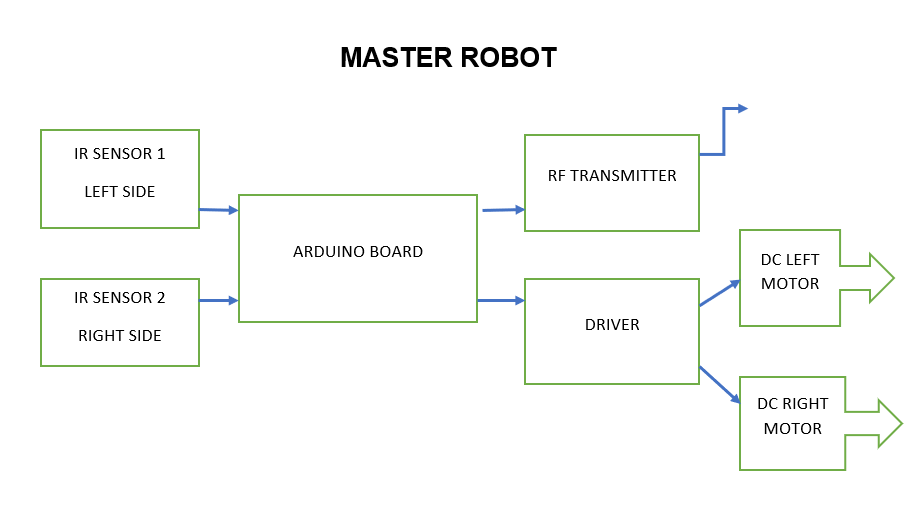 MASTER ROBOT
IR SENSOR 1
LEFT SIDE
IR SENSOR 2
RIGHT SIDE
ARDUINO BOARD
RF TRANSMITTER
DRIVER
DC LEFT
MOTOR
DC RIGHT
MOTOR